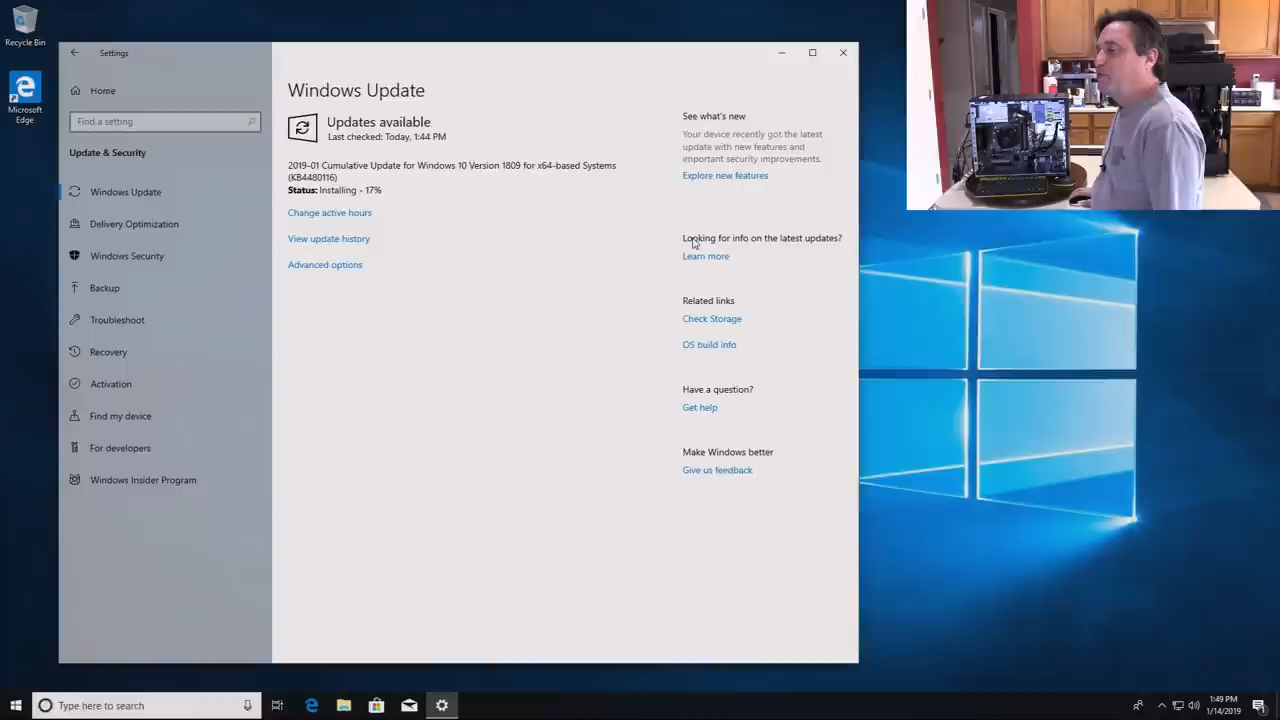 Recycle Bin
Microsoft
Edge
Settings
Home
Find a setting
Update & Security
Windows Update
Delivery Optimization
Windows Security
Backup
Troubleshoot
Recovery
Activation
Find my device
For developers
Windows Insider Program
Windows Update
Updates available
Last checked: Today, 1:44 PM
2019-01 Cumulative Update for Windows 10 Version 1809 for x64-based Systems
(KB4480116)
Status: Installing - 17%
Change active hours
View update history
Advanced options
See what's new
Your device recently got the latest
update with new features and
important security improvements.
Explore new features
Looking for info on the latest updates?
Learn more
Related links
Check Storage
OS build info
Have a question?
Get help
Make Windows better
Give us feedback
Type here to search
1:49 PM
1/14/2019